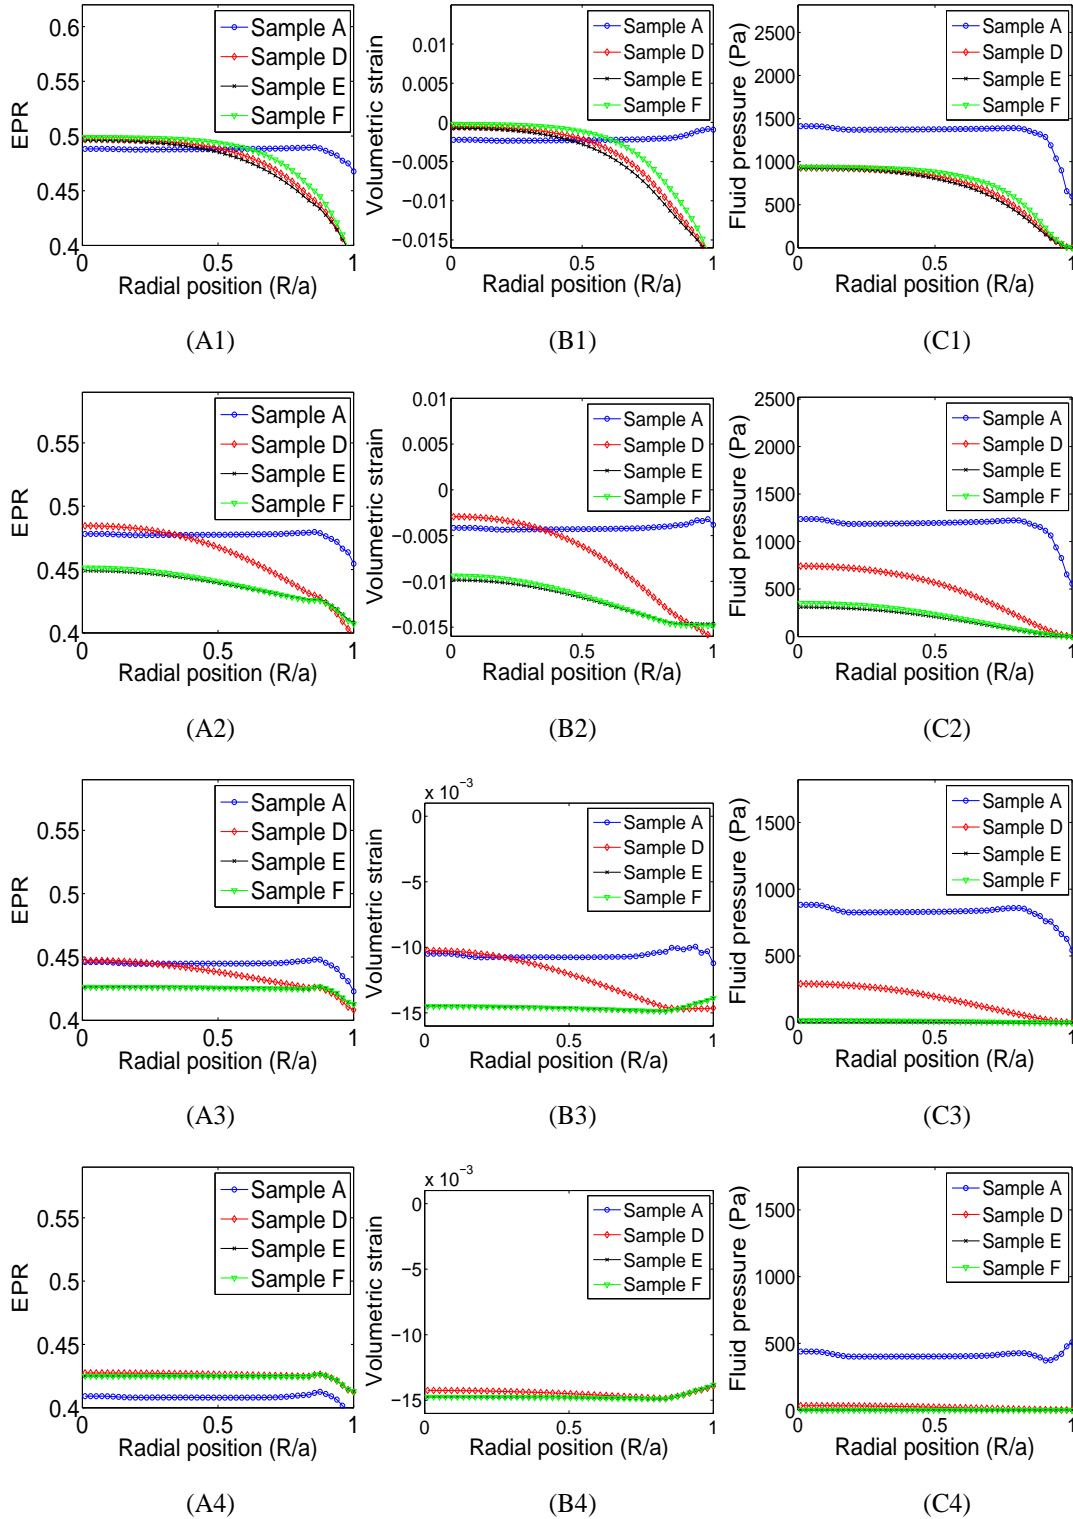 0.6
0.55
0.5
0.45
0.4
EPR
Sample A
Sample D
Sample E
Sample F
0
0.5
1
Radial position (R/a)
(A1)
0.01
0.005
0
−0.005
−0.01
−0.015
Volumetric strain
Sample A
Sample D
Sample E
Sample F
0
0.5
1
Radial position (R/a)
(B1)
2500
2000
1500
1000
500
0
Fluid pressure (Pa)
Sample A
Sample D
Sample E
Sample F
0
0.5
1
Radial position (R/a)
(C1)
0.55
0.5
0.45
0.4
EPR
Sample A
Sample D
Sample E
Sample F
0
0.5
1
Radial position (R/a)
(A2)
0.01
0.005
0
−0.005
−0.01
−0.015
Volumetric strain
Sample A
Sample D
Sample E
Sample F
0
0.5
1
Radial position (R/a)
(B2)
2500
2000
1500
1000
500
0
Fluid pressure (Pa)
Sample A
Sample D
Sample E
Sample F
0
0.5
1
Radial position (R/a)
(C2)
0.55
0.5
0.45
0.4
EPR
Sample A
Sample D
Sample E
Sample F
0
0.5
1
Radial position (R/a)
(A3)
x 10⁻³
0
−5
−10
−15
Volumetric strain
Sample A
Sample D
Sample E
Sample F
0
0.5
1
Radial position (R/a)
(B3)
1500
1000
500
0
Fluid pressure (Pa)
Sample A
Sample D
Sample E
Sample F
0
0.5
1
Radial position (R/a)
(C3)
0.55
0.5
0.45
0.4
EPR
Sample A
Sample D
Sample E
Sample F
0
0.5
1
Radial position (R/a)
(A4)
x 10⁻³
0
−5
−10
−15
Volumetric strain
Sample A
Sample D
Sample E
Sample F
0
0.5
1
Radial position (R/a)
(B4)
1500
1000
500
0
Fluid pressure (Pa)
Sample A
Sample D
Sample E
Sample F
0
0.5
1
Radial position (R/a)
(C4)